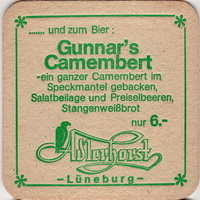 ....... und zum Bier :
Gunnar's
Camembert
-ein ganzer Camembert im
Speckmantel gebacken,
Salatbeilage und Preiselbeeren,
Stangenweißbrot
nur 6.-
Adlerhorst
-Lüneburg-